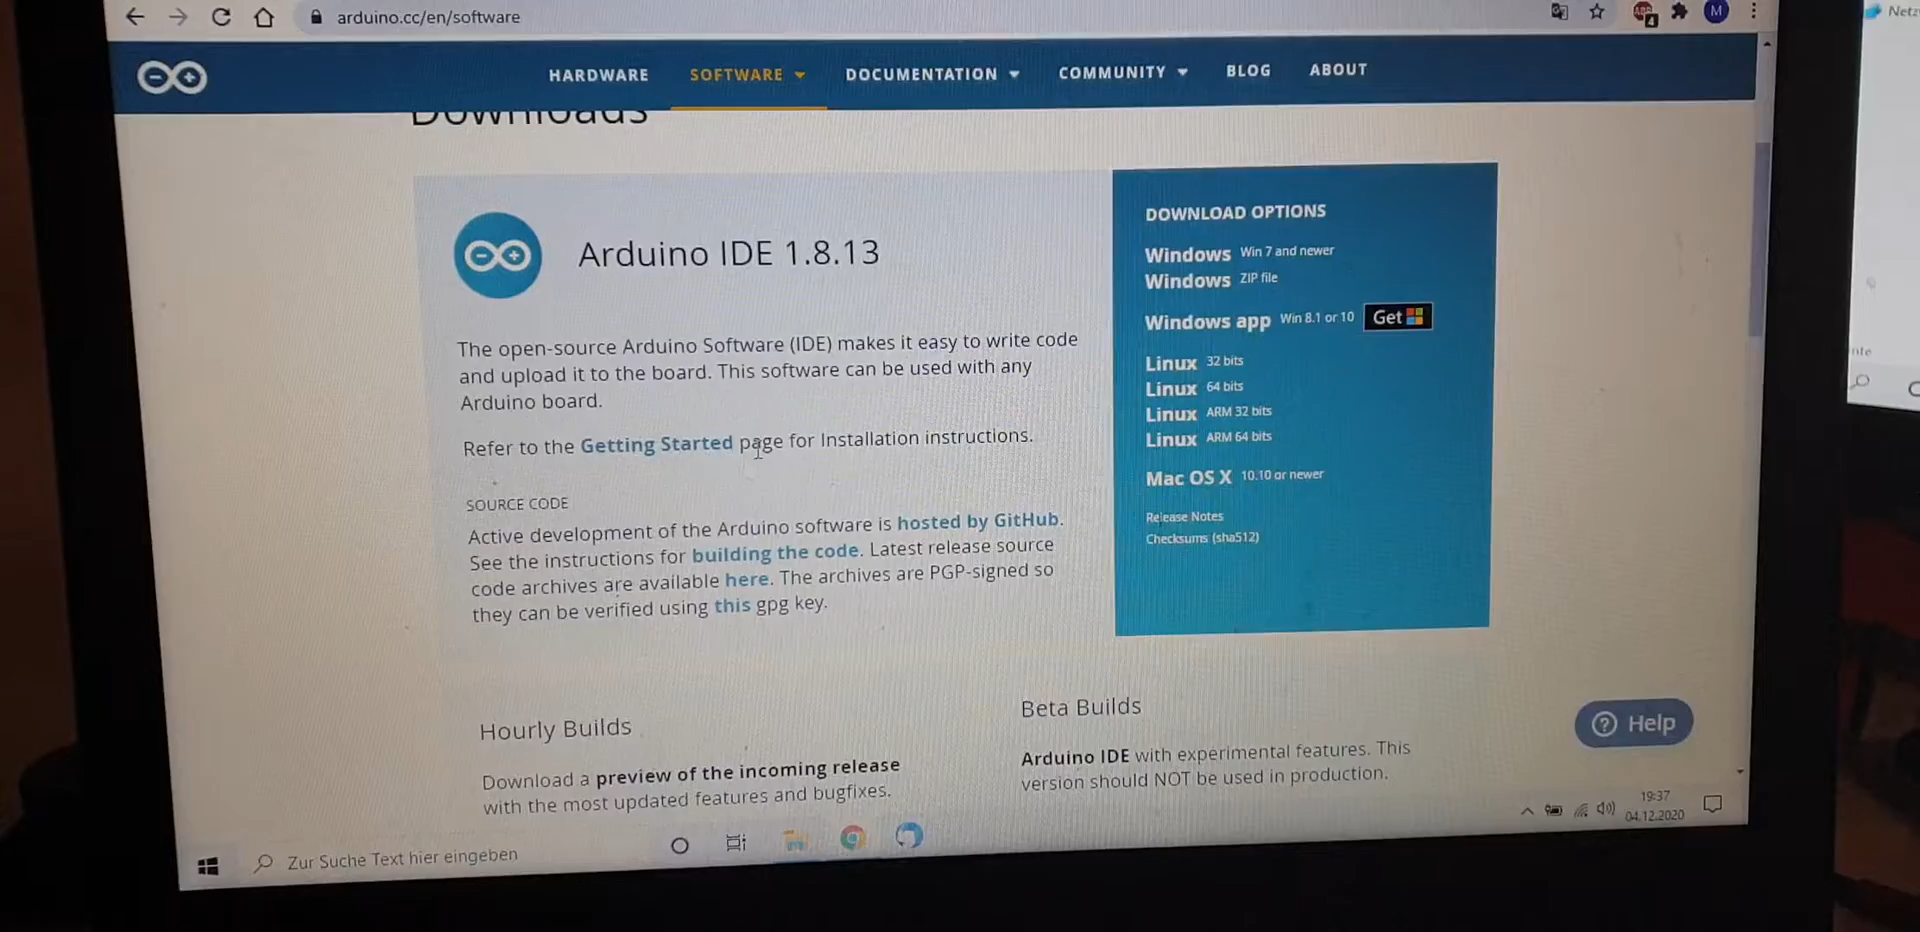 arduino.cc/en/software
4
M
Netz
HARDWARE SOFTWARE DOCUMENTATION COMMUNITY BLOG ABOUT
Downloads
Arduino IDE 1.8.13
The open-source Arduino Software (IDE) makes it easy to write code
and upload it to the board. This software can be used with any
Arduino board.
Refer to the Getting Started page for Installation instructions.
SOURCE CODE
Active development of the Arduino software is hosted by GitHub.
See the instructions for building the code. Latest release source
code archives are available here. The archives are PGP-signed so
they can be verified using this gpg key.
DOWNLOAD OPTIONS
Windows Win 7 and newer
Windows ZIP file
Windows app Win 8.1 or 10 Get
Linux 32 bits
Linux 64 bits
Linux ARM 32 bits
Linux ARM 64 bits
Mac OS X 10.10 or newer
Release Notes
Checksums (sha512)
Hourly Builds
Download a preview of the incoming release
with the most updated features and bugfixes.
Beta Builds
Arduino IDE with experimental features. This
version should NOT be used in production.
? Help
Zur Suche Text hier eingeben
19:37
04.12.2020